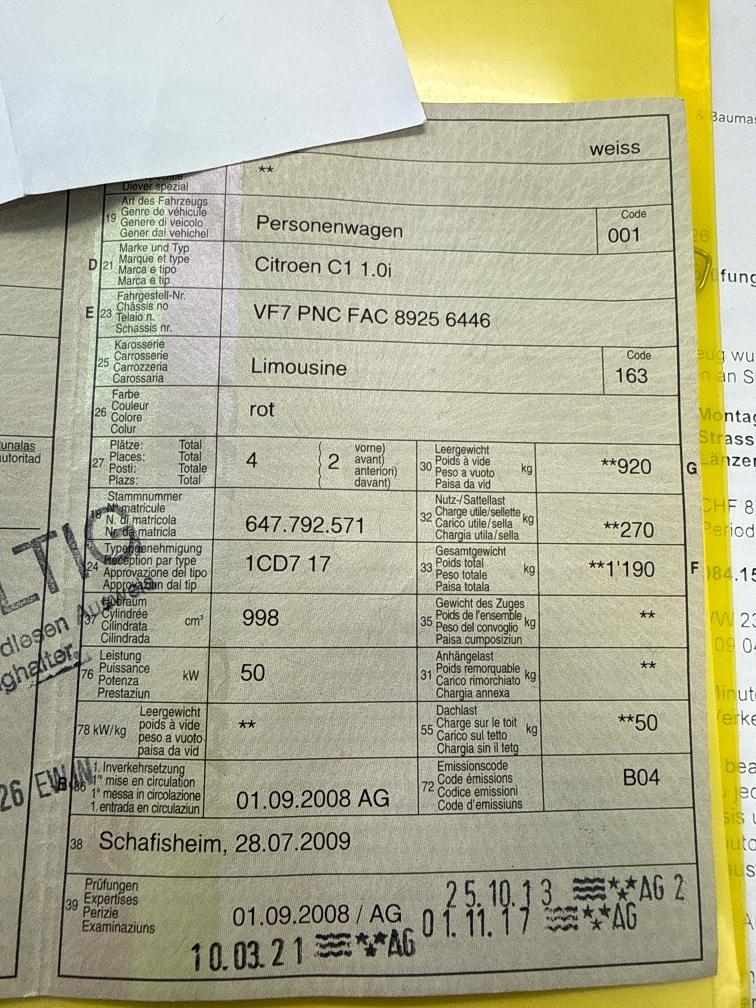 weiss
**
Diever spezial
19 Art des Fahrzeugs
Genre de véhicule
Genere di veicolo
Gener dal vehichel
Personenwagen
Code
001
D 21 Marke und Typ
Marque et type
Marca e tipo
Marca e tip
Citroen C1 1.0i
E 23 Fahrgestell-Nr.
Châssis no
Telaio n.
Schassis nr.
VF7 PNC FAC 8925 6446
25 Karosserie
Carrosserie
Carrozzeria
Carossaria
Limousine
Code
163
26 Farbe
Couleur
Colore
Colur
rot
27 Plätze: Total
Places: Total
Posti: Totale
Plazs: Total
4
2
vorne)
avant)
anteriori)
davant)
30 Leergewicht
Poids à vide
Peso a vuoto
Paisa da vid
kg
**920
G
Stammnummer
N° matricule
N. di matricola
Nr. da matricla
647.792.571
32 Nutz-/Sattellast
Charge utile/sellette
Carico utile/sella
Chargia utila/sella
kg
**270
24 Typengenehmigung
Réception par type
Approvazione del tipo
Approvaziun dal tip
1CD7 17
33 Gesamtgewicht
Poids total
Peso totale
Paisa totala
kg
**1'190
F
37 Hubraum
Cylindrée
Cilindrata
Cilindrada
cm³
998
35 Gewicht des Zuges
Poids de l'ensemble
Peso del convoglio
Paisa cumposiziun
kg
**
76 Leistung
Puissance
Potenza
Prestaziun
kW
50
31 Anhängelast
Poids remorquable
Carico rimorchiato
Chargia annexa
kg
**
78 kW/kg
Leergewicht
poids à vide
peso a vuoto
paisa da vid
**
55 Dachlast
Charge sur le toit
Carico sul tetto
Chargia sin il tetg
kg
**50
B 36 1. Inverkehrsetzung
1re mise en circulation
1a messa in circolazione
1. entrada en circulaziun
01.09.2008 AG
72 Emissionscode
Code émissions
Codice emissioni
Code d'emissiuns
B04
38 Schafisheim, 28.07.2009
39 Prüfungen
Expertises
Perizie
Examinaziuns
01.09.2008 / AG
25.10.13 AG 2
01.11.17 AG
10.03.21 AG
LTIG
diesen Ausweis
26/EWAN